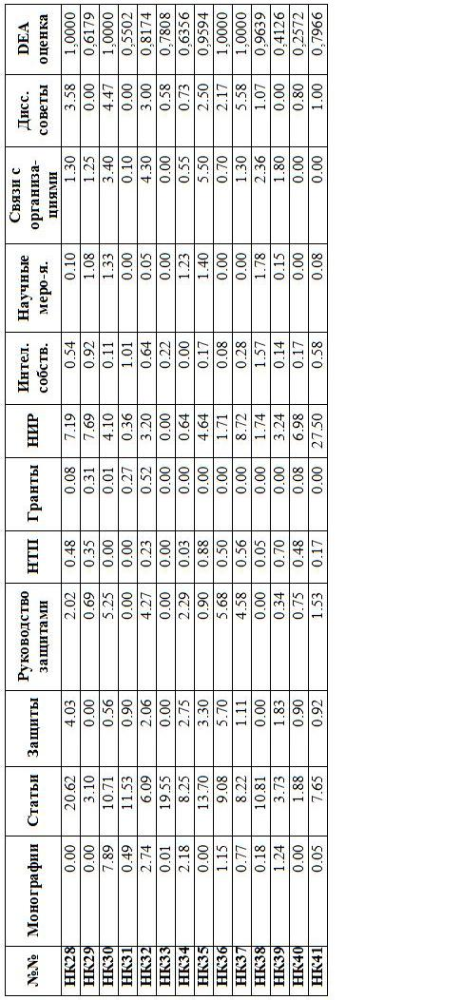 №№ Монографии Статьи Защиты Руководство защитами НТП Гранты НИР Интел. собств. Научные меро-я. Связи с организа-циями Дисс. советы DEA оценка
НК28 0.00 20.62 4.03 2.02 0.48 0.08 7.19 0.54 0.10 1.30 3.58 1,0000
НК29 0.00 3.10 0.00 0.69 0.35 0.31 7.69 0.92 1.08 1.25 0.00 0,6179
НК30 7.89 10.71 0.56 5.25 0.00 0.01 4.10 0.11 1.33 3.40 4.47 1,0000
НК31 0.49 11.53 0.90 0.00 0.00 0.27 0.36 1.01 0.00 0.10 0.00 0,5502
НК32 2.74 6.09 2.06 4.27 0.23 0.52 3.20 0.64 0.05 4.30 3.00 0,8174
НК33 0.01 19.55 0.00 0.00 0.00 0.00 0.00 0.22 0.00 0.00 0.58 0,7808
НК34 2.18 8.25 2.75 2.29 0.03 0.00 0.64 0.00 1.23 0.55 0.73 0,6356
НК35 0.00 13.70 3.30 0.90 0.88 0.00 4.64 0.17 1.40 5.50 2.50 0,9594
НК36 1.15 9.08 5.70 5.68 0.50 0.00 1.71 0.08 0.00 0.70 2.17 1,0000
НК37 0.77 8.22 1.11 4.58 0.56 0.00 8.72 0.28 0.00 1.30 5.58 1,0000
НК38 0.18 10.81 0.00 0.00 0.05 0.00 1.74 1.57 1.78 2.36 1.07 0,9639
НК39 1.24 3.73 1.83 0.34 0.70 0.00 3.24 0.14 0.15 1.80 0.00 0,4126
НК40 0.00 1.88 0.90 0.75 0.48 0.08 6.98 0.17 0.00 0.00 0.80 0,2572
НК41 0.05 7.65 0.92 1.53 0.17 0.00 27.50 0.58 0.08 0.00 1.00 0,7966